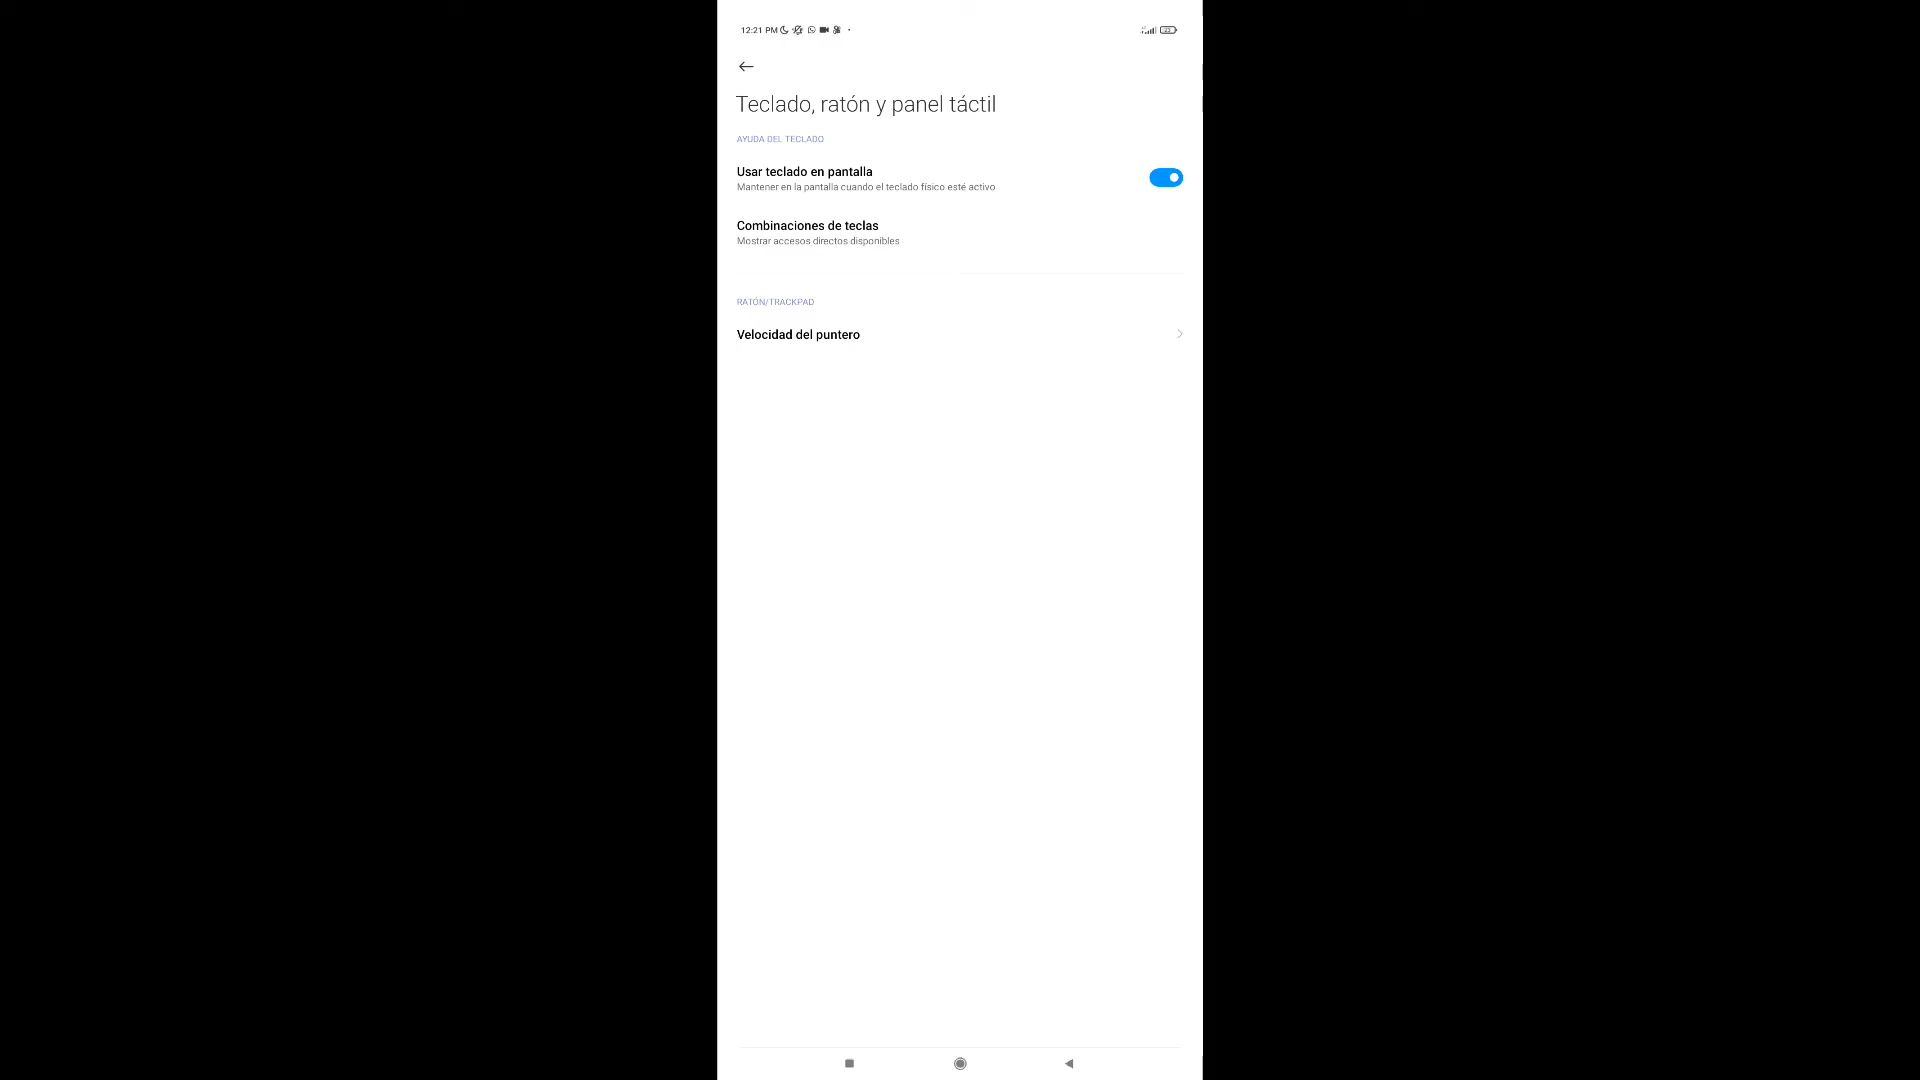 12:21 PM
Teclado, ratón y panel táctil
AYUDA DEL TECLADO
Usar teclado en pantalla
Mantener en la pantalla cuando el teclado físico esté activo
Combinaciones de teclas
Mostrar accesos directos disponibles
RATÓN/TRACKPAD
Velocidad del puntero